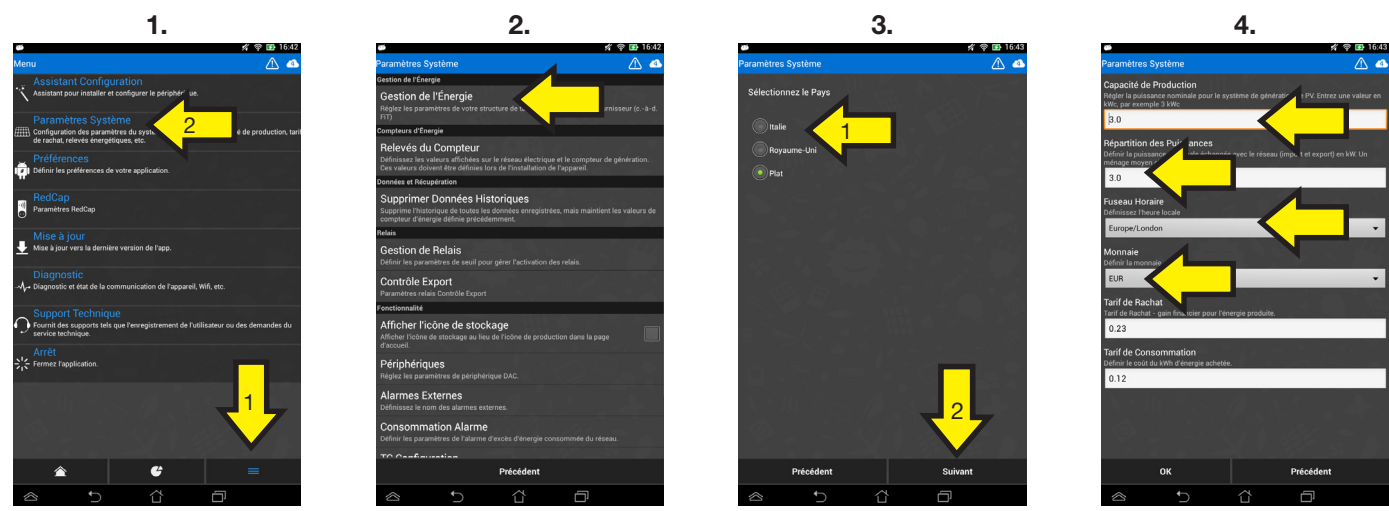 1.
16:42
Menu
Assistant Configuration
Assistant pour installer et configurer le périphérique.
Paramètres Système
2
Configuration des paramètres du é de production, tarif
de rachat, relevés énergétiques, etc.
Préférences
Définir les préférences de votre application.
RedCap
Paramètres RedCap
Mise à jour
Mise à jour vers la dernière version de l'app.
Diagnostic
Diagnostic et état de la communication de l'appareil, Wifi, etc.
Support Technique
Fournit des supports tels que l'enregistrement de l'utilisateur ou des demandes du
service technique.
Arrêt
Fermez l'application.
1
2.
16:42
Paramètres Système
Gestion de l'Énergie
Gestion de l'Énergie
Réglez les paramètres de votre structure de (c.-à-d.
FiT)
Compteurs d'Énergie
Relevés du Compteur
Définissez les valeurs affichées sur le réseau électrique et le compteur de génération.
Ces valeurs doivent être définies lors de l'installation de l'appareil.
Données et Récupération
Supprimer Données Historiques
Supprime l'historique de toutes les données enregistrées, mais maintient les valeurs de
compteur d'énergie définie précédemment.
Relais
Gestion de Relais
Définir les paramètres de seuil pour gérer l'activation des relais.
Contrôle Export
Paramètres relais Contrôle Export
Fonctionnalité
Afficher l'icône de stockage
Afficher l'icône de stockage au lieu de l'icône de production dans la page
d'accueil.
Périphériques
Réglez les paramètres de périphérique DAC.
Alarmes Externes
Définissez le nom des alarmes externes.
Consommation Alarme
Définir les paramètres de l'alarme d'excès d'énergie consommée du réseau.
TC Configuration
Précédent
3.
16:43
Paramètres Système
Sélectionnez le Pays
Italie
1
Royaume-Uni
Plat
2
Précédent Suivant
4.
16:43
Paramètres Système
Capacité de Production
Régler la puissance nominale pour le système de PV. Entrez une valeur en
kWc, par exemple 3 kWc
3.0
Répartition des Puissances
Définir la puissance avec le réseau (import et export) en kW. Un
ménage moyen
3.0
Fuseau Horaire
Définissez l'heure locale
Europe/London
Monnaie
Définir la monnaie
EUR
Tarif de Rachat
Tarif de Rachat - gain financier pour l'énergie produite.
0.23
Tarif de Consommation
Définir le coût du kWh d'énergie achetée.
0.12
OK Précédent